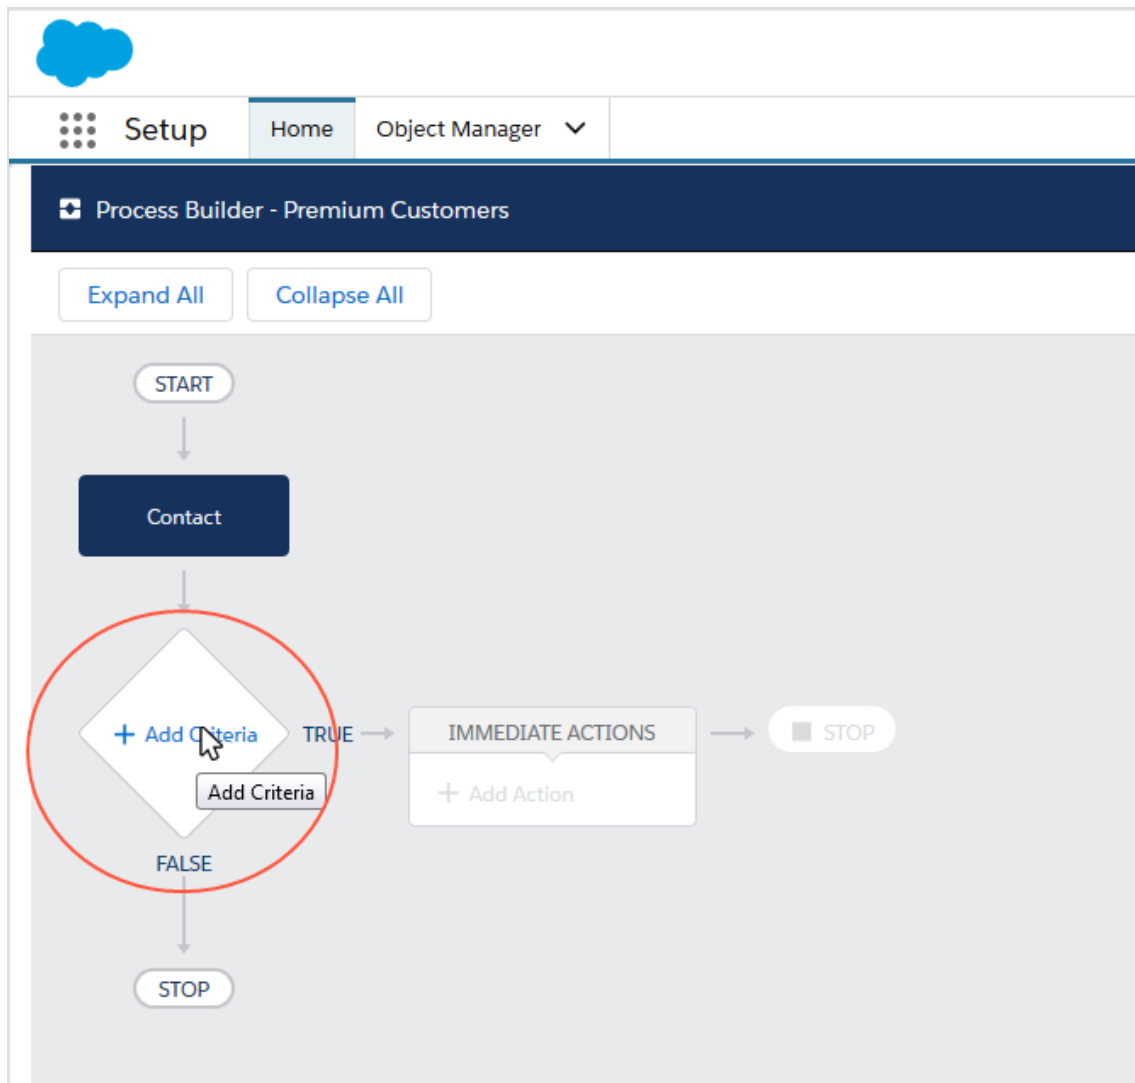 Setup Home Object Manager
Process Builder - Premium Customers
Expand All Collapse All
START
Contact
+ Add Criteria TRUE IMMEDIATE ACTIONS STOP
Add Criteria + Add Action
FALSE
STOP